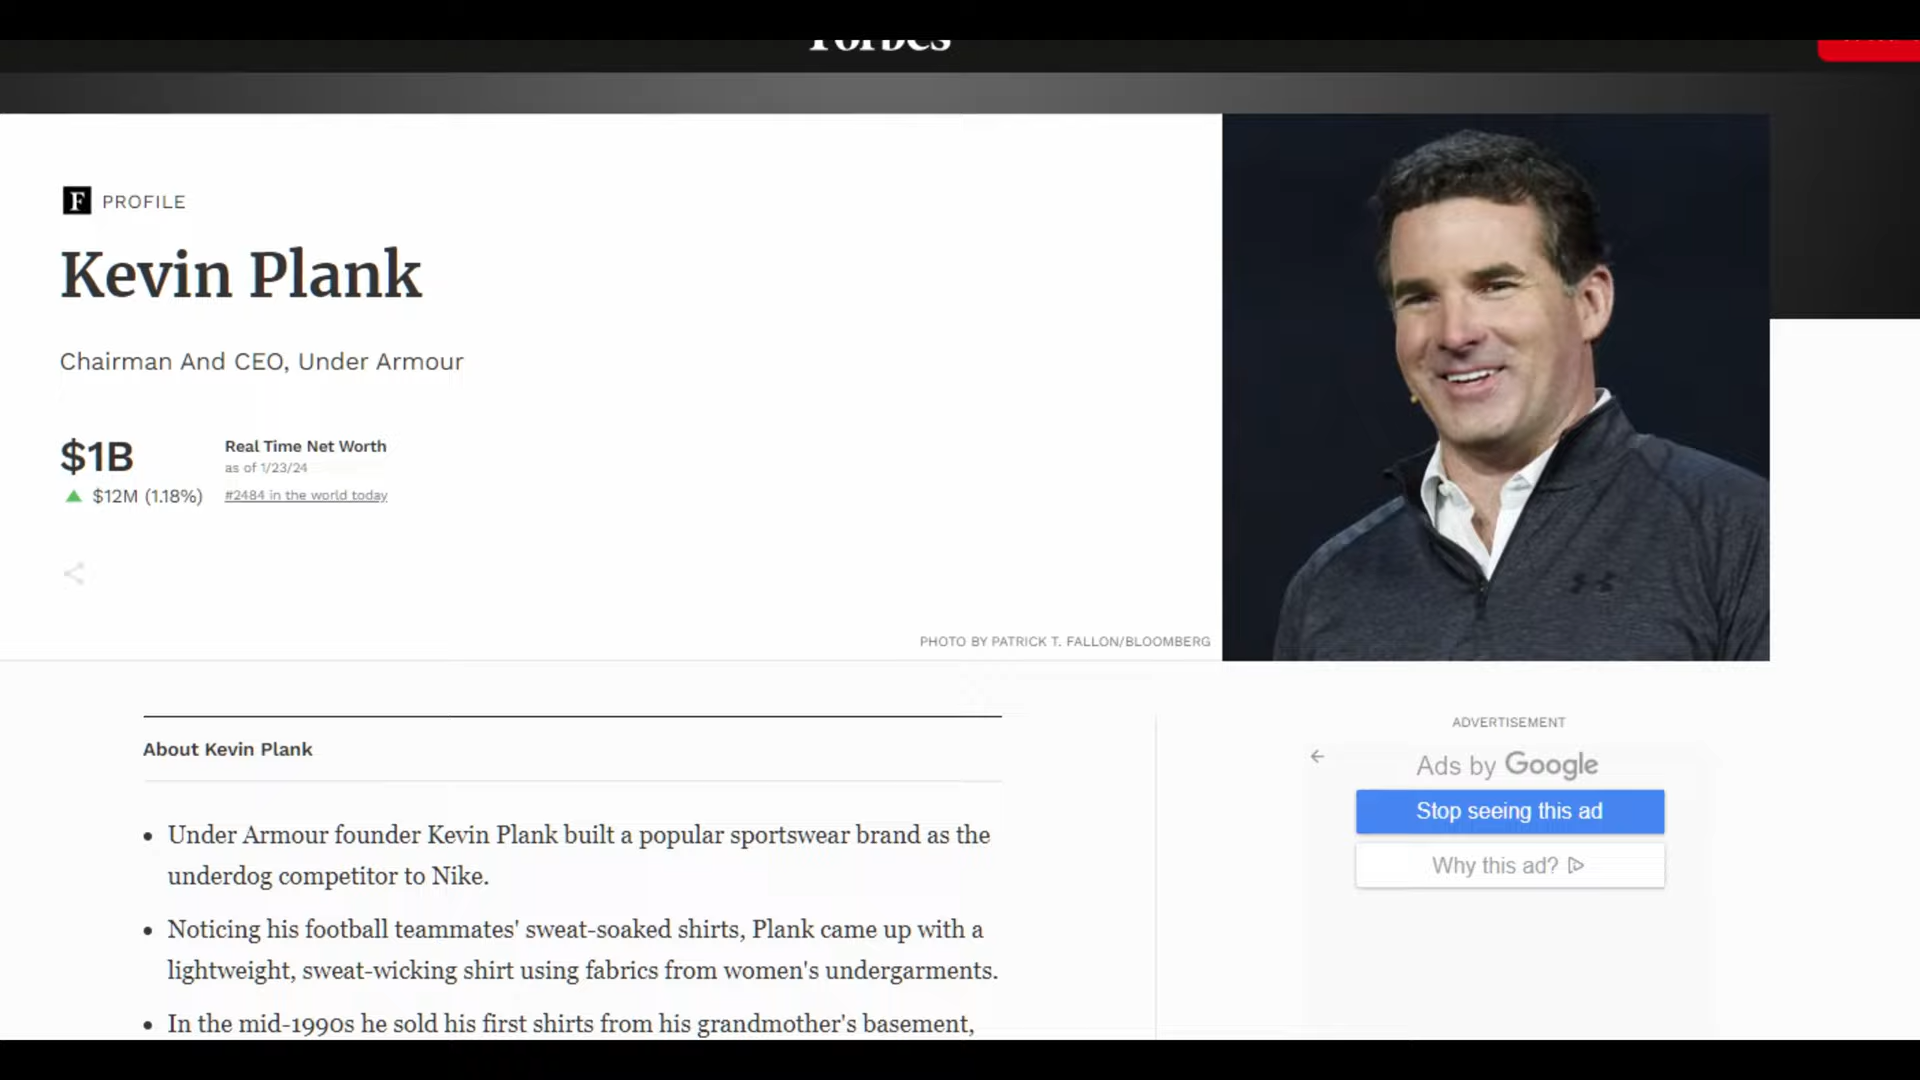 Forbes
F PROFILE
Kevin Plank
Chairman And CEO, Under Armour
$1B
Real Time Net Worth
as of 1/23/24
$12M (1.18%)
#2484 in the world today
PHOTO BY PATRICK T. FALLON/BLOOMBERG
About Kevin Plank
Under Armour founder Kevin Plank built a popular sportswear brand as the
underdog competitor to Nike.
Noticing his football teammates' sweat-soaked shirts, Plank came up with a
lightweight, sweat-wicking shirt using fabrics from women's undergarments.
In the mid-1990s he sold his first shirts from his grandmother's basement,
ADVERTISEMENT
Ads by Google
Stop seeing this ad
Why this ad?